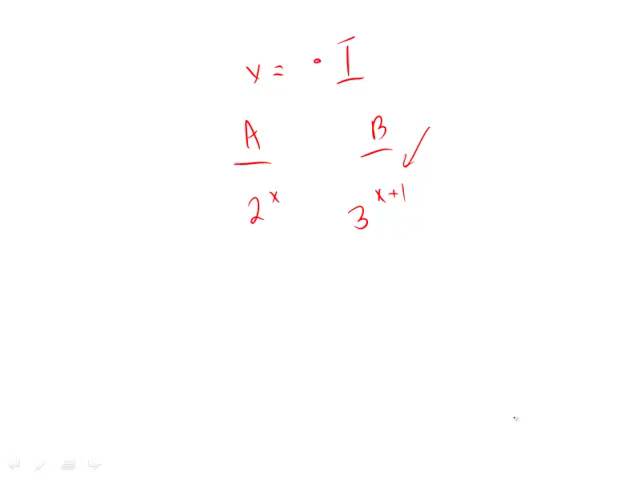 x = · I
A B
2^x 3^(x+1)